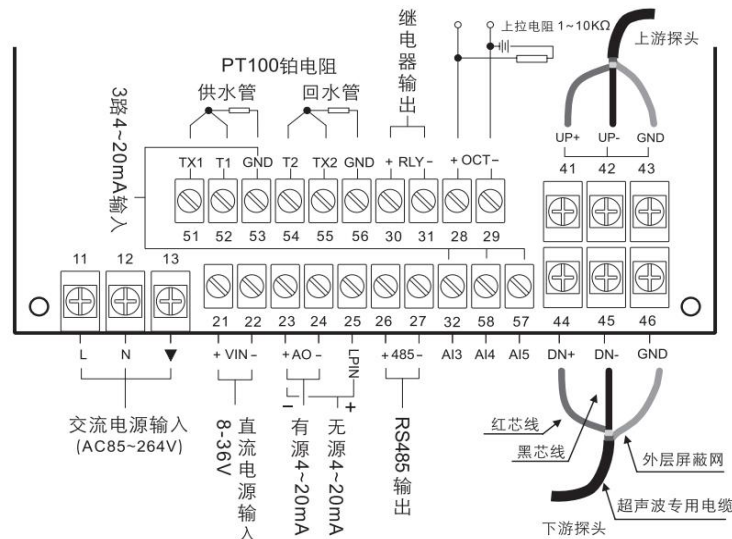 上拉电阻 1~10KΩ
上游探头
继电器输出
PT100铂电阻
供水管
回水管
3路4~20mA输入
UP+ UP- GND
TX1 T1 GND T2 TX2 GND + RLY - + OCT -
41 42 43
51 52 53 54 55 56 30 31 28 29
11 12 13
21 22 23 24 25 26 27 32 58 57
44 45 46
L N ▼ + VIN - + AO - LPIN + 485 - AI3 AI4 AI5 DN+ DN- GND
- +
交流电源输入
(AC85~264V)
直流电源输入
8-36V
有源4~20mA
无源4~20mA
RS485输出
红芯线
黑芯线
外层屏蔽网
超声波专用电缆
下游探头